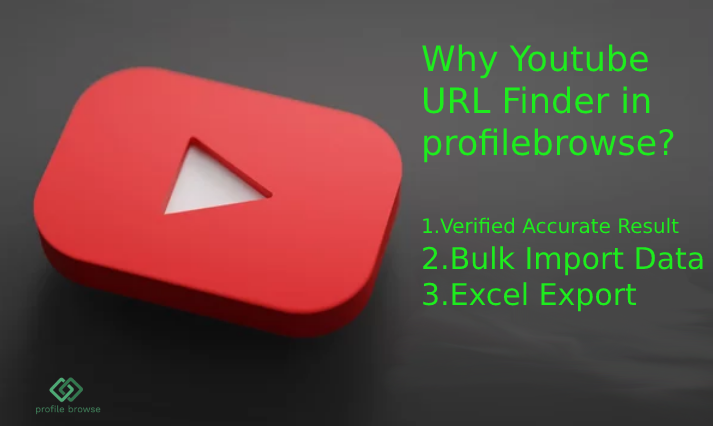 Why Youtube
URL Finder in
profilebrowse?
1.Verified Accurate Result
2.Bulk Import Data
3.Excel Export
profile browse